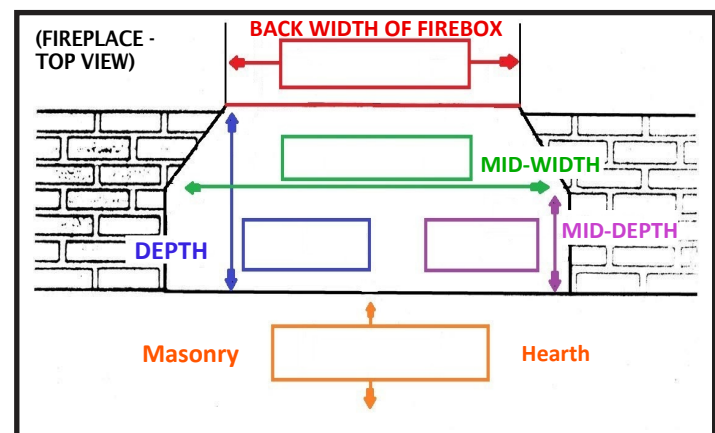 (FIREPLACE -
TOP VIEW)
BACK WIDTH OF FIREBOX
MID-WIDTH
MID-DEPTH
DEPTH
Masonry
Hearth